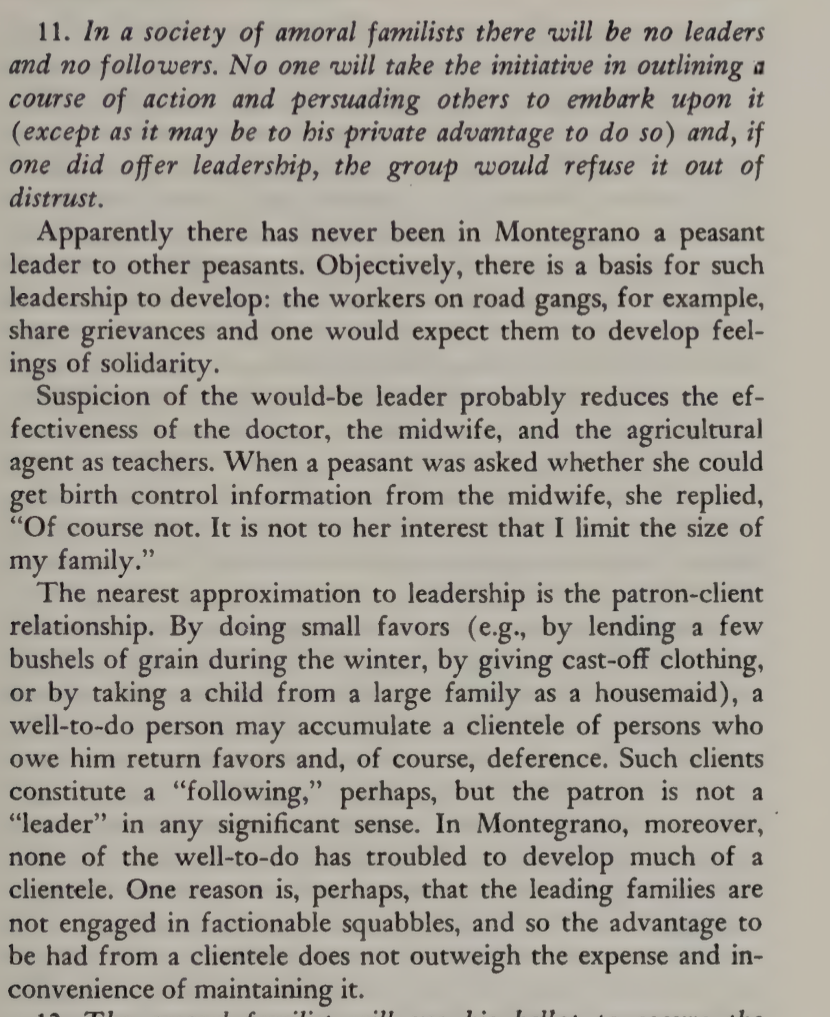 11. In a society of amoral familists there will be no leaders
and no followers. No one will take the initiative in outlining a
course of action and persuading others to embark upon it
(except as it may be to his private advantage to do so) and, if
one did offer leadership, the group would refuse it out of
distrust.
Apparently there has never been in Montegrano a peasant
leader to other peasants. Objectively, there is a basis for such
leadership to develop: the workers on road gangs, for example,
share grievances and one would expect them to develop feel-
ings of solidarity.
Suspicion of the would-be leader probably reduces the ef-
fectiveness of the doctor, the midwife, and the agricultural
agent as teachers. When a peasant was asked whether she could
get birth control information from the midwife, she replied,
“Of course not. It is not to her interest that I limit the size of
my family.”
The nearest approximation to leadership is the patron-client
relationship. By doing small favors (e.g., by lending a few
bushels of grain during the winter, by giving cast-off clothing,
or by taking a child from a large family as a housemaid), a
well-to-do person may accumulate a clientele of persons who
owe him return favors and, of course, deference. Such clients
constitute a “following,” perhaps, but the patron is not a
“leader” in any significant sense. In Montegrano, moreover,
none of the well-to-do has troubled to develop much of a
clientele. One reason is, perhaps, that the leading families are
not engaged in factionable squabbles, and so the advantage to
be had from a clientele does not outweigh the expense and in-
convenience of maintaining it.